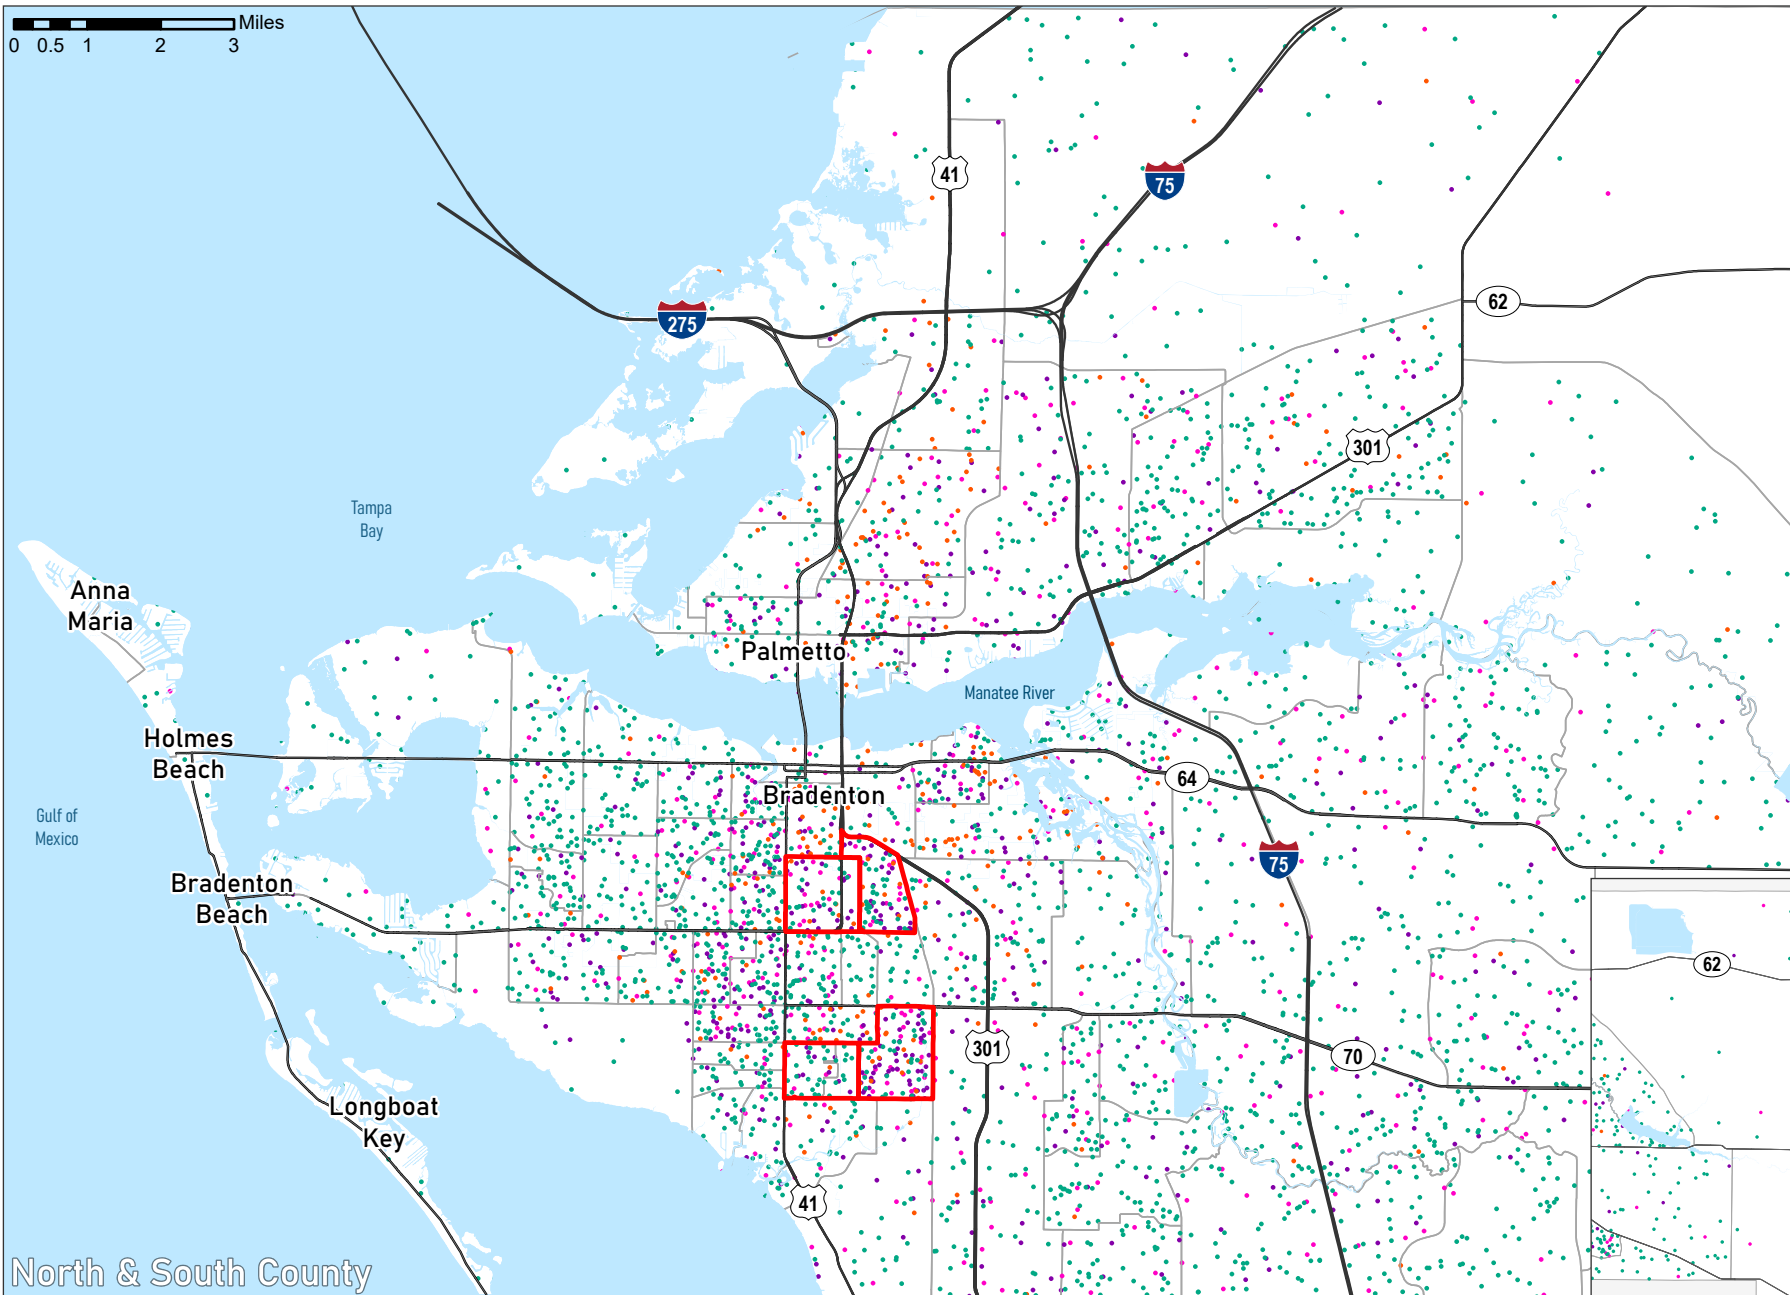 Miles
0 0.5 1 2 3
41
75
275
62
301
Tampa
Bay
Anna
Maria
Palmetto
Manatee River
Holmes
Beach
64
Bradenton
Gulf of
Mexico
75
Bradenton
Beach
62
301
70
Longboat
Key
41
North & South County